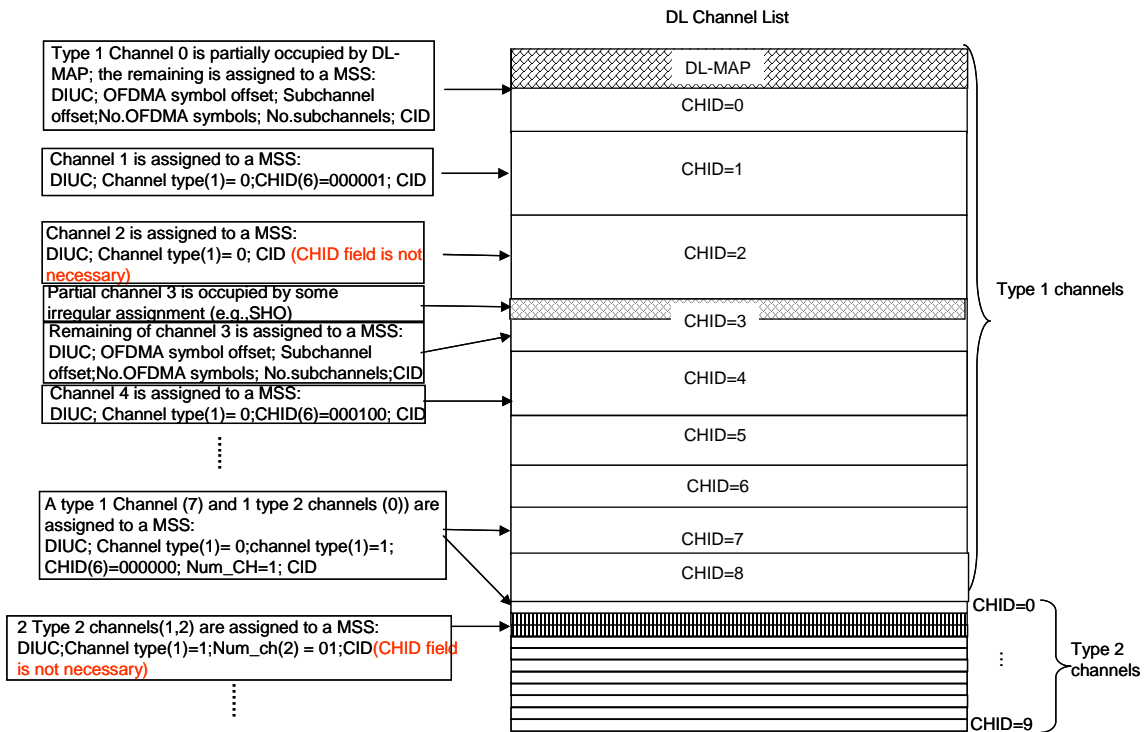 DL Channel List
Type 1 Channel 0 is partially occupied by DL-
MAP; the remaining is assigned to a MSS:
DIUC; OFDMA symbol offset; Subchannel
offset;No.OFDMA symbols; No.subchannels; CID
Channel 1 is assigned to a MSS:
DIUC; Channel type(1)= 0;CHID(6)=000001; CID
Channel 2 is assigned to a MSS:
DIUC; Channel type(1)= 0; CID (CHID field is not
necessary)
Partial channel 3 is occupied by some
irregular assignment (e.g.,SHO)
Remaining of channel 3 is assigned to a MSS:
DIUC; OFDMA symbol offset; Subchannel
offset;No.OFDMA symbols; No.subchannels;CID
Channel 4 is assigned to a MSS:
DIUC; Channel type(1)= 0;CHID(6)=000100; CID
A type 1 Channel (7) and 1 type 2 channels (0)) are
assigned to a MSS:
DIUC; Channel type(1)= 0;channel type(1)=1;
CHID(6)=000000; Num_CH=1; CID
2 Type 2 channels(1,2) are assigned to a MSS:
DIUC;Channel type(1)=1;Num_ch(2) = 01;CID(CHID field
is not necessary)
DL-MAP
CHID=0
CHID=1
CHID=2
CHID=3
CHID=4
CHID=5
CHID=6
CHID=7
CHID=8
Type 1 channels
CHID=0
...
CHID=9
Type 2
channels